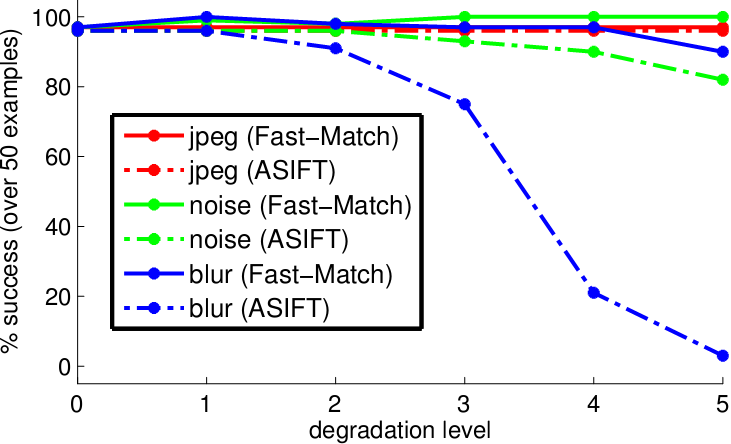 100
80
60
40
20
0
% success (over 50 examples)
jpeg (Fast−Match)
jpeg (ASIFT)
noise (Fast−Match)
noise (ASIFT)
blur (Fast−Match)
blur (ASIFT)
0 1 2 3 4 5
degradation level